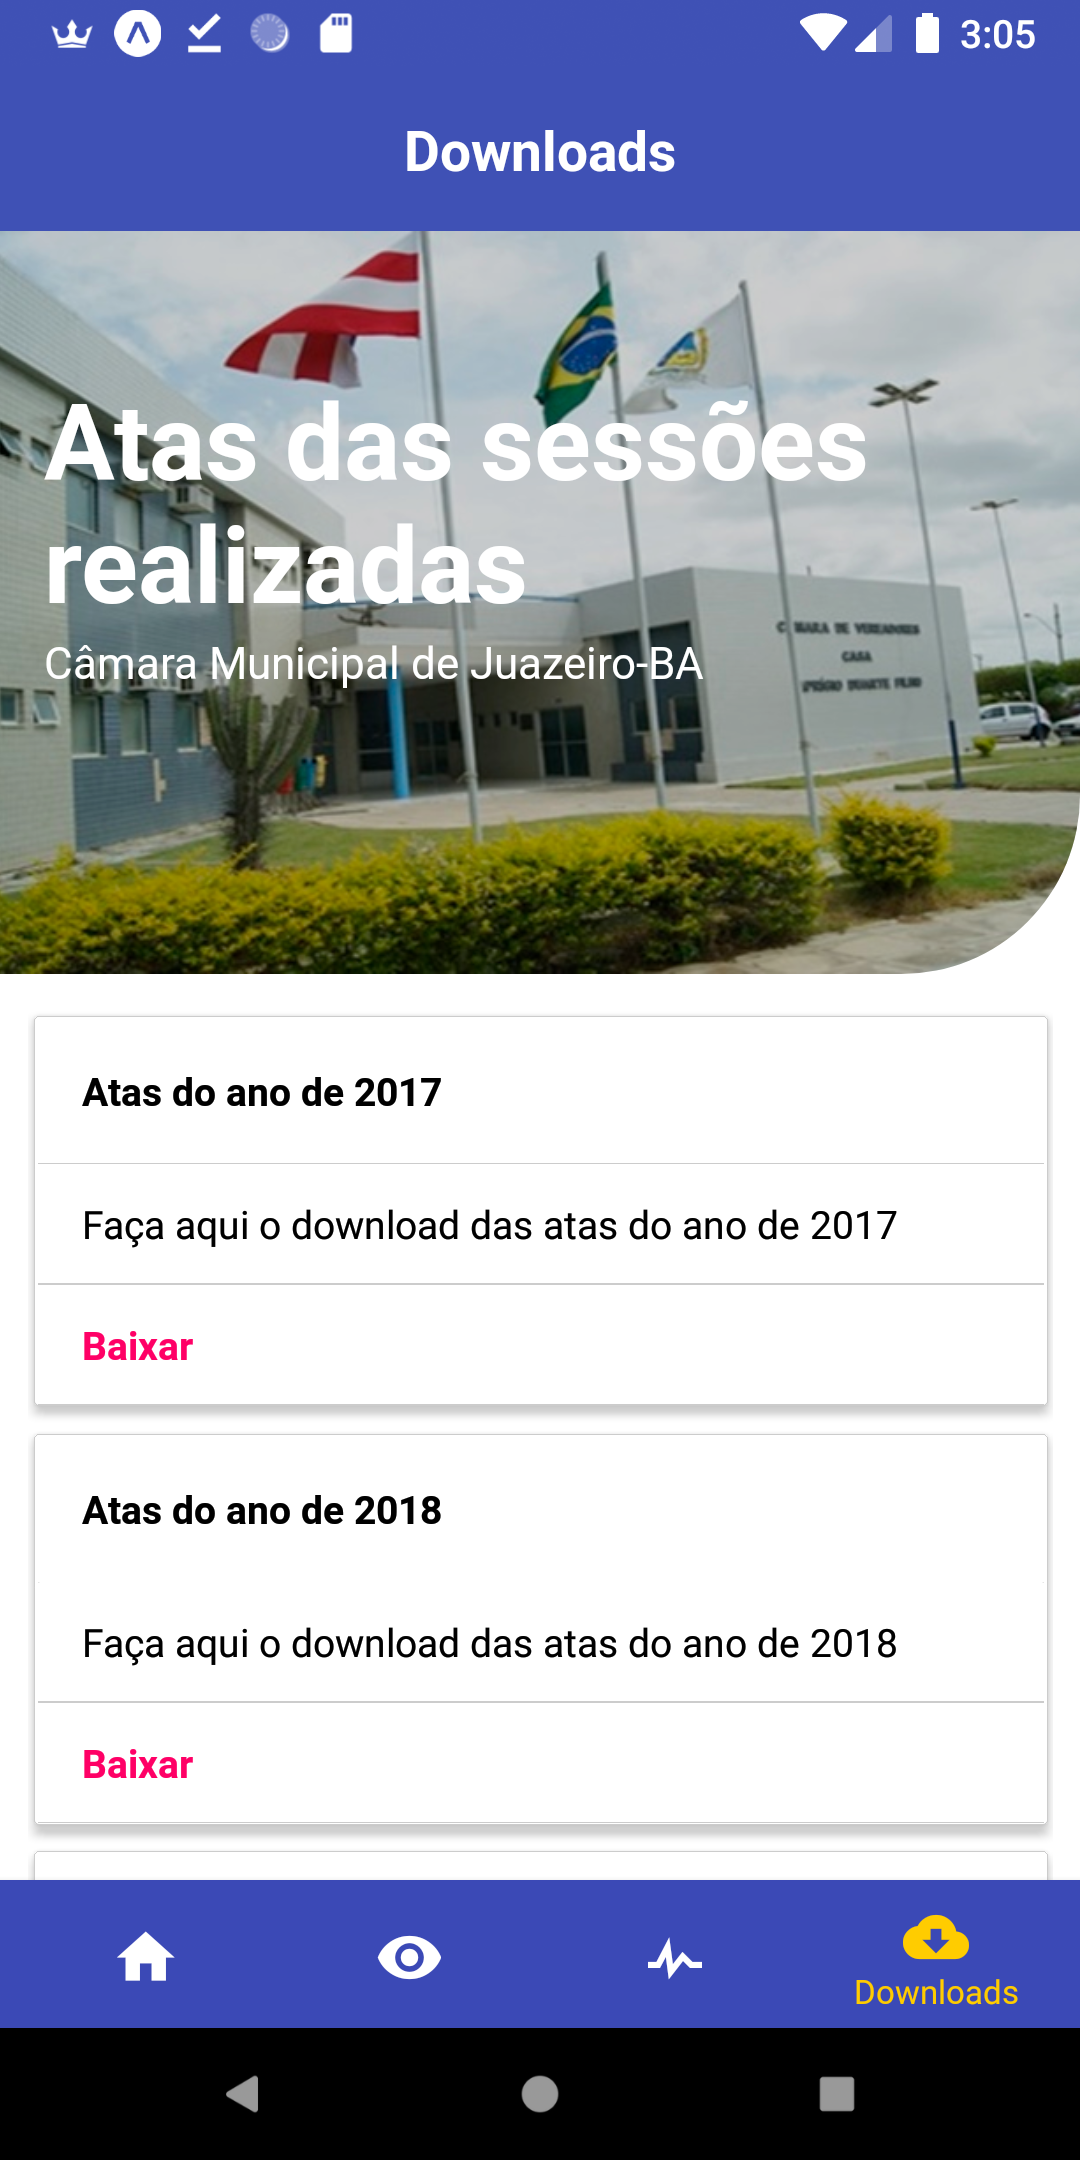 3:05
Downloads
Atas das sessões
realizadas
Câmara Municipal de Juazeiro-BA
CÂMARA DE VEREADORES
CASA
DUARTE FILHO
Atas do ano de 2017
Faça aqui o download das atas do ano de 2017
Baixar
Atas do ano de 2018
Faça aqui o download das atas do ano de 2018
Baixar
Downloads